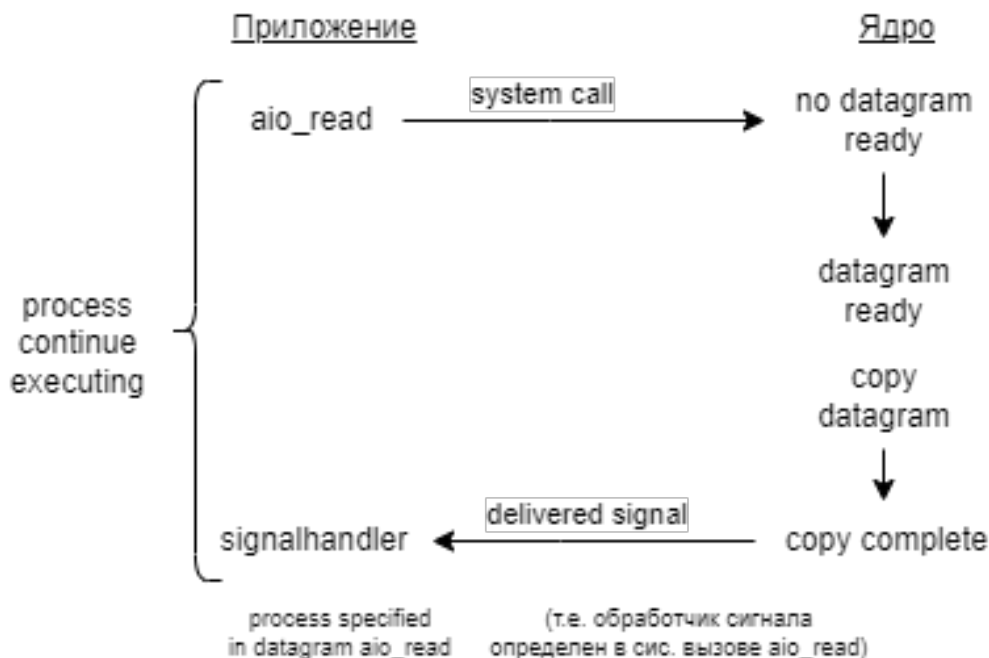 Приложение
Ядро
aio_read
system call
no datagram
ready
datagram
ready
process
continue
executing
copy
datagram
signalhandler
delivered signal
copy complete
process specified
in datagram aio_read
(т.е. обработчик сигнала
определен в сис. вызове aio_read)